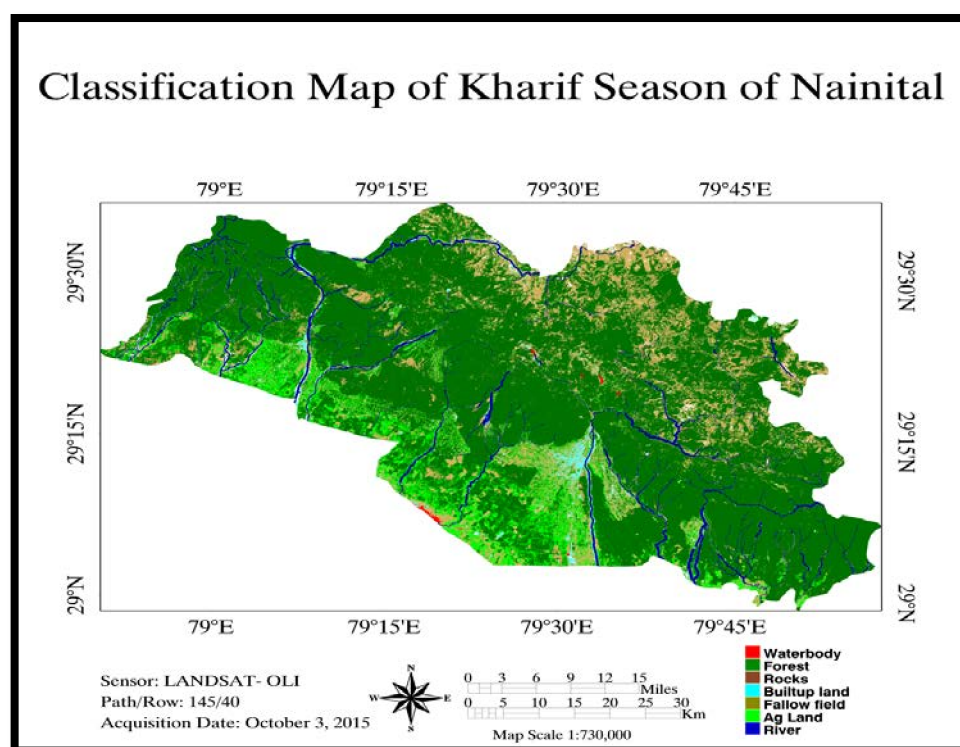 Classification Map of Kharif Season of Nainital
79°E 79°15'E 79°30'E 79°45'E
29°30'N 29°30'N
29°15'N 29°15'N
29°N 29°N
79°E 79°15'E 79°30'E 79°45'E
Sensor: LANDSAT- OLI
Path/Row: 145/40
Acquisition Date: October 3, 2015
N
W E
S
0 3 6 9 12 15
Miles
0 5 10 15 20 25 30
Km
Map Scale 1:730,000
Waterbody
Forest
Rocks
Builtup land
Fallow field
Ag Land
River